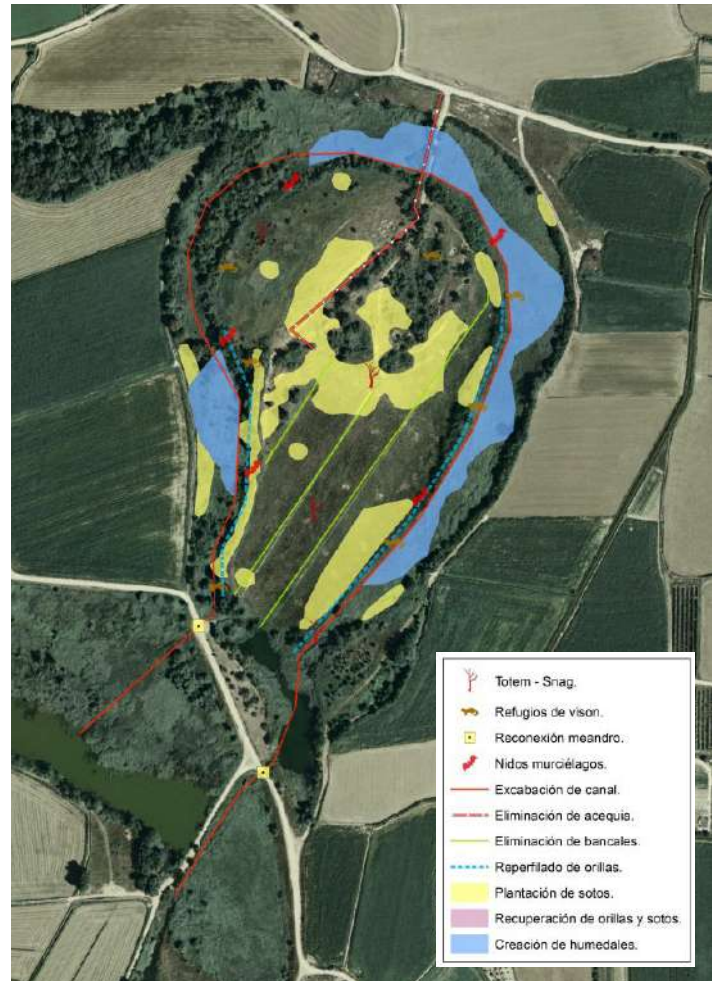 Totem - Snag.
Refugios de vison.
Reconexión meandro.
Nidos murciélagos.
Excabación de canal.
Eliminación de acequia.
Eliminación de bancales.
Reperfilado de orillas.
Plantación de sotos.
Recuperación de orillas y sotos.
Creación de humedales.